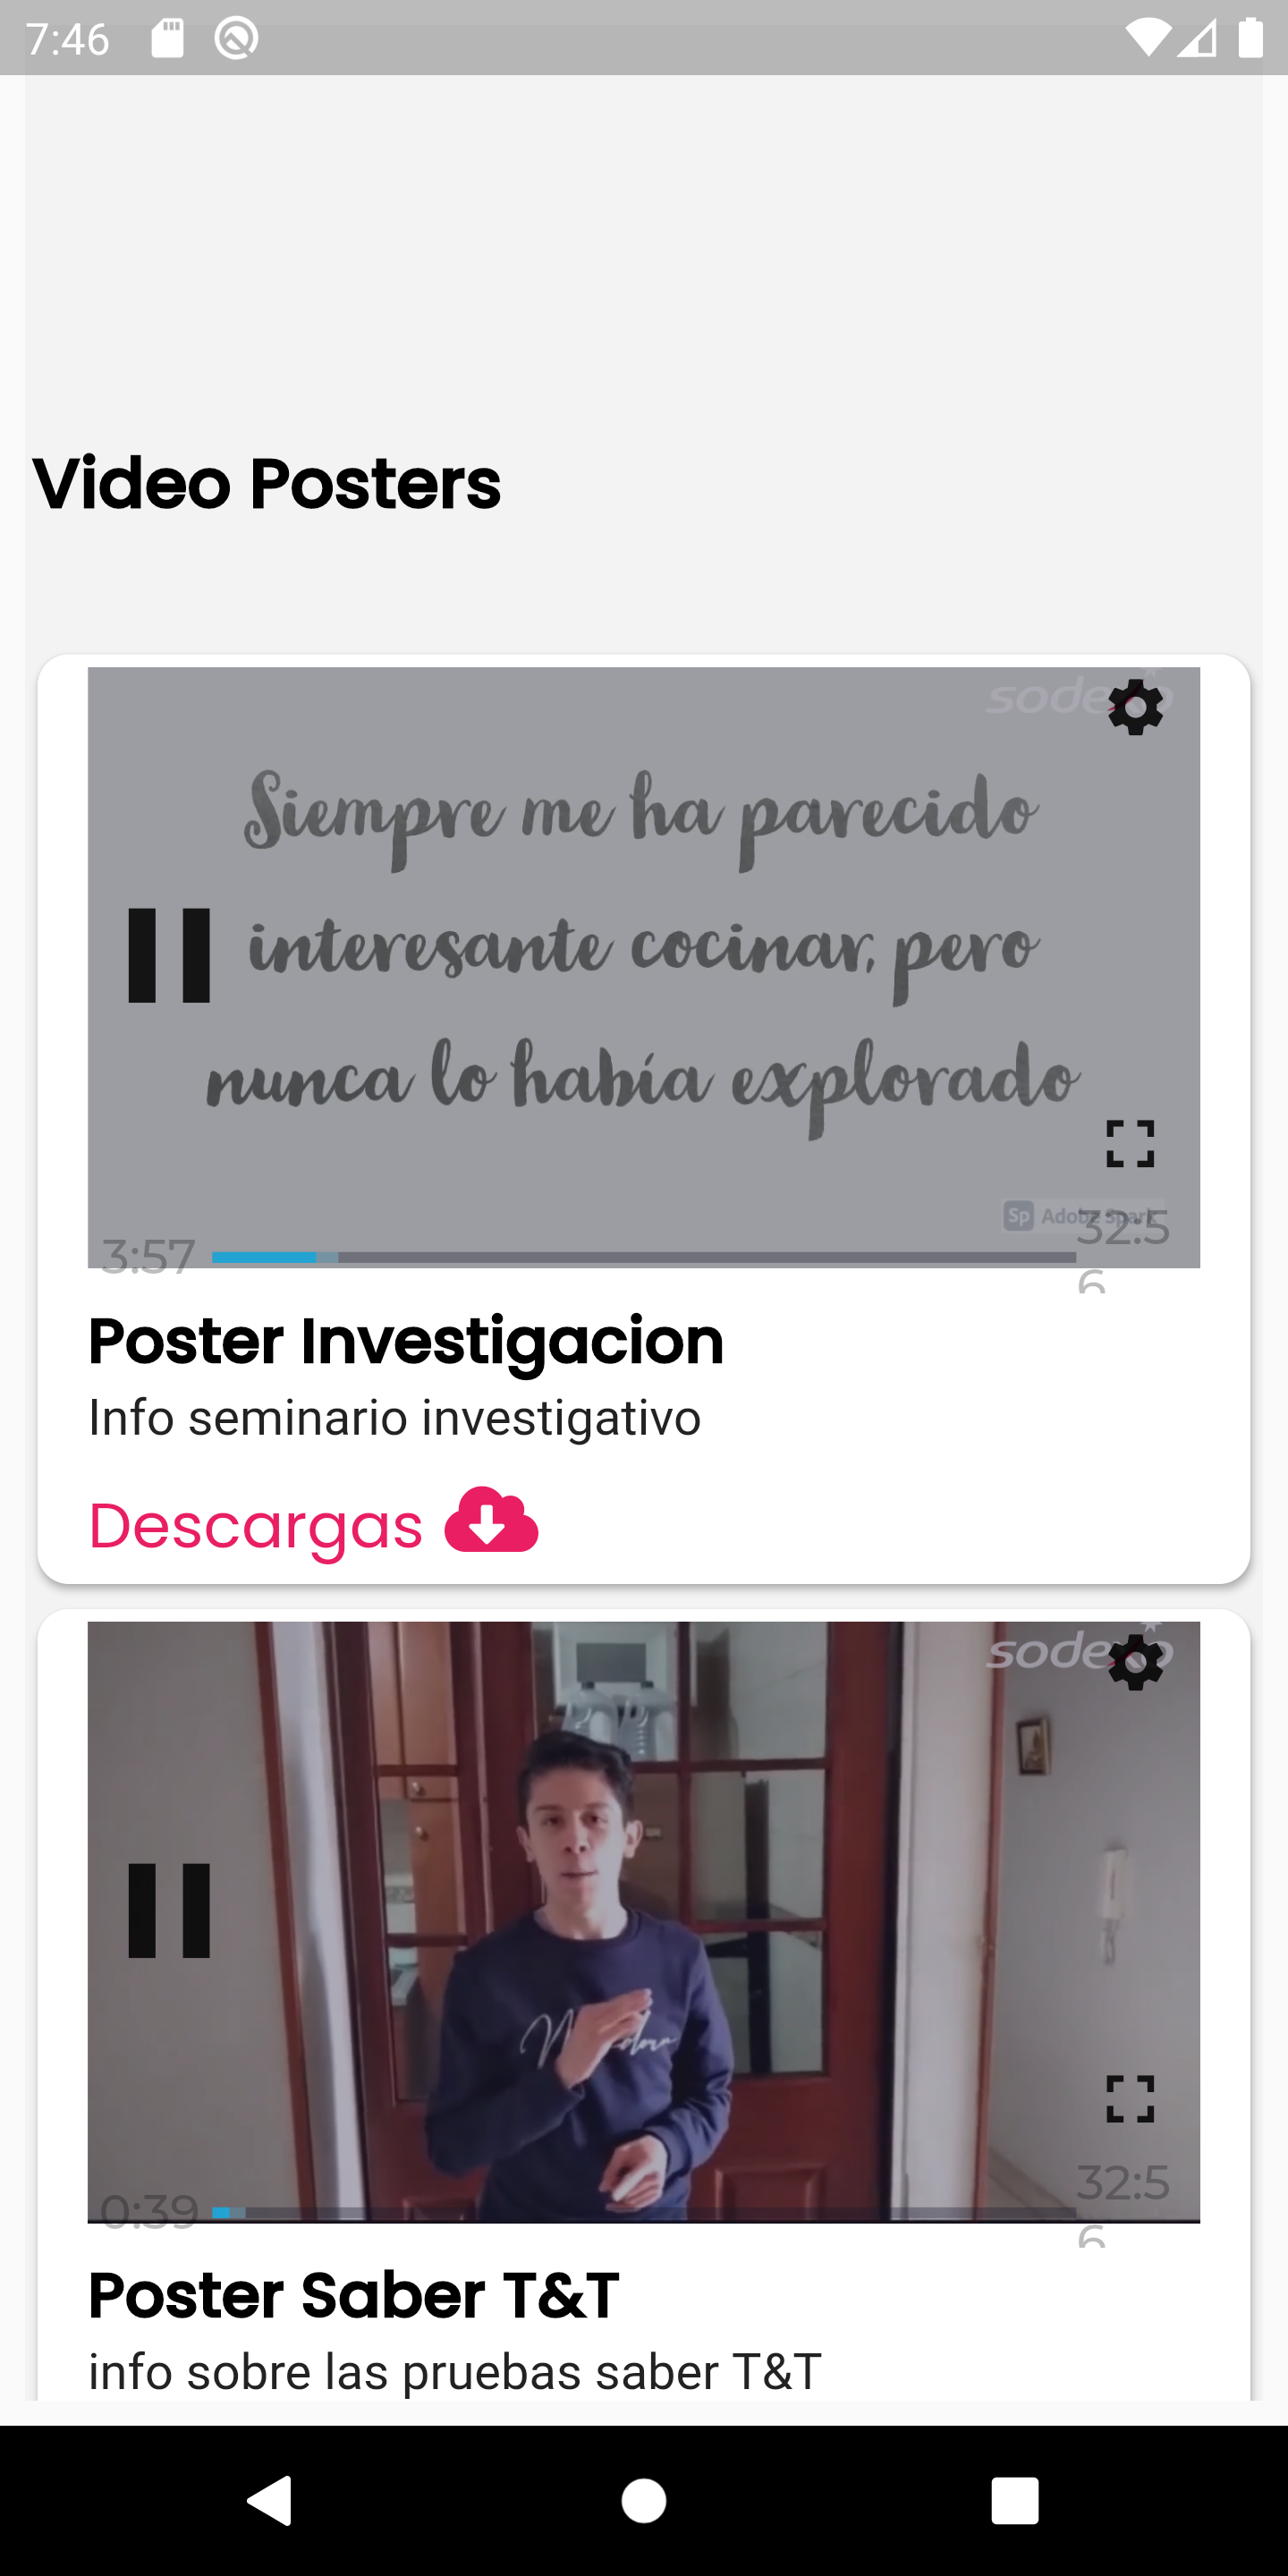 7:46
Video Posters
sodexo
Siempre me ha parecido
interesante cocinar, pero
nunca lo había explorado
Sp Adobe Spark
3:57
32:5
6
Poster Investigacion
Info seminario investigativo
Descargas
sodexo
0:39
32:5
6
Poster Saber T&T
info sobre las pruebas saber T&T